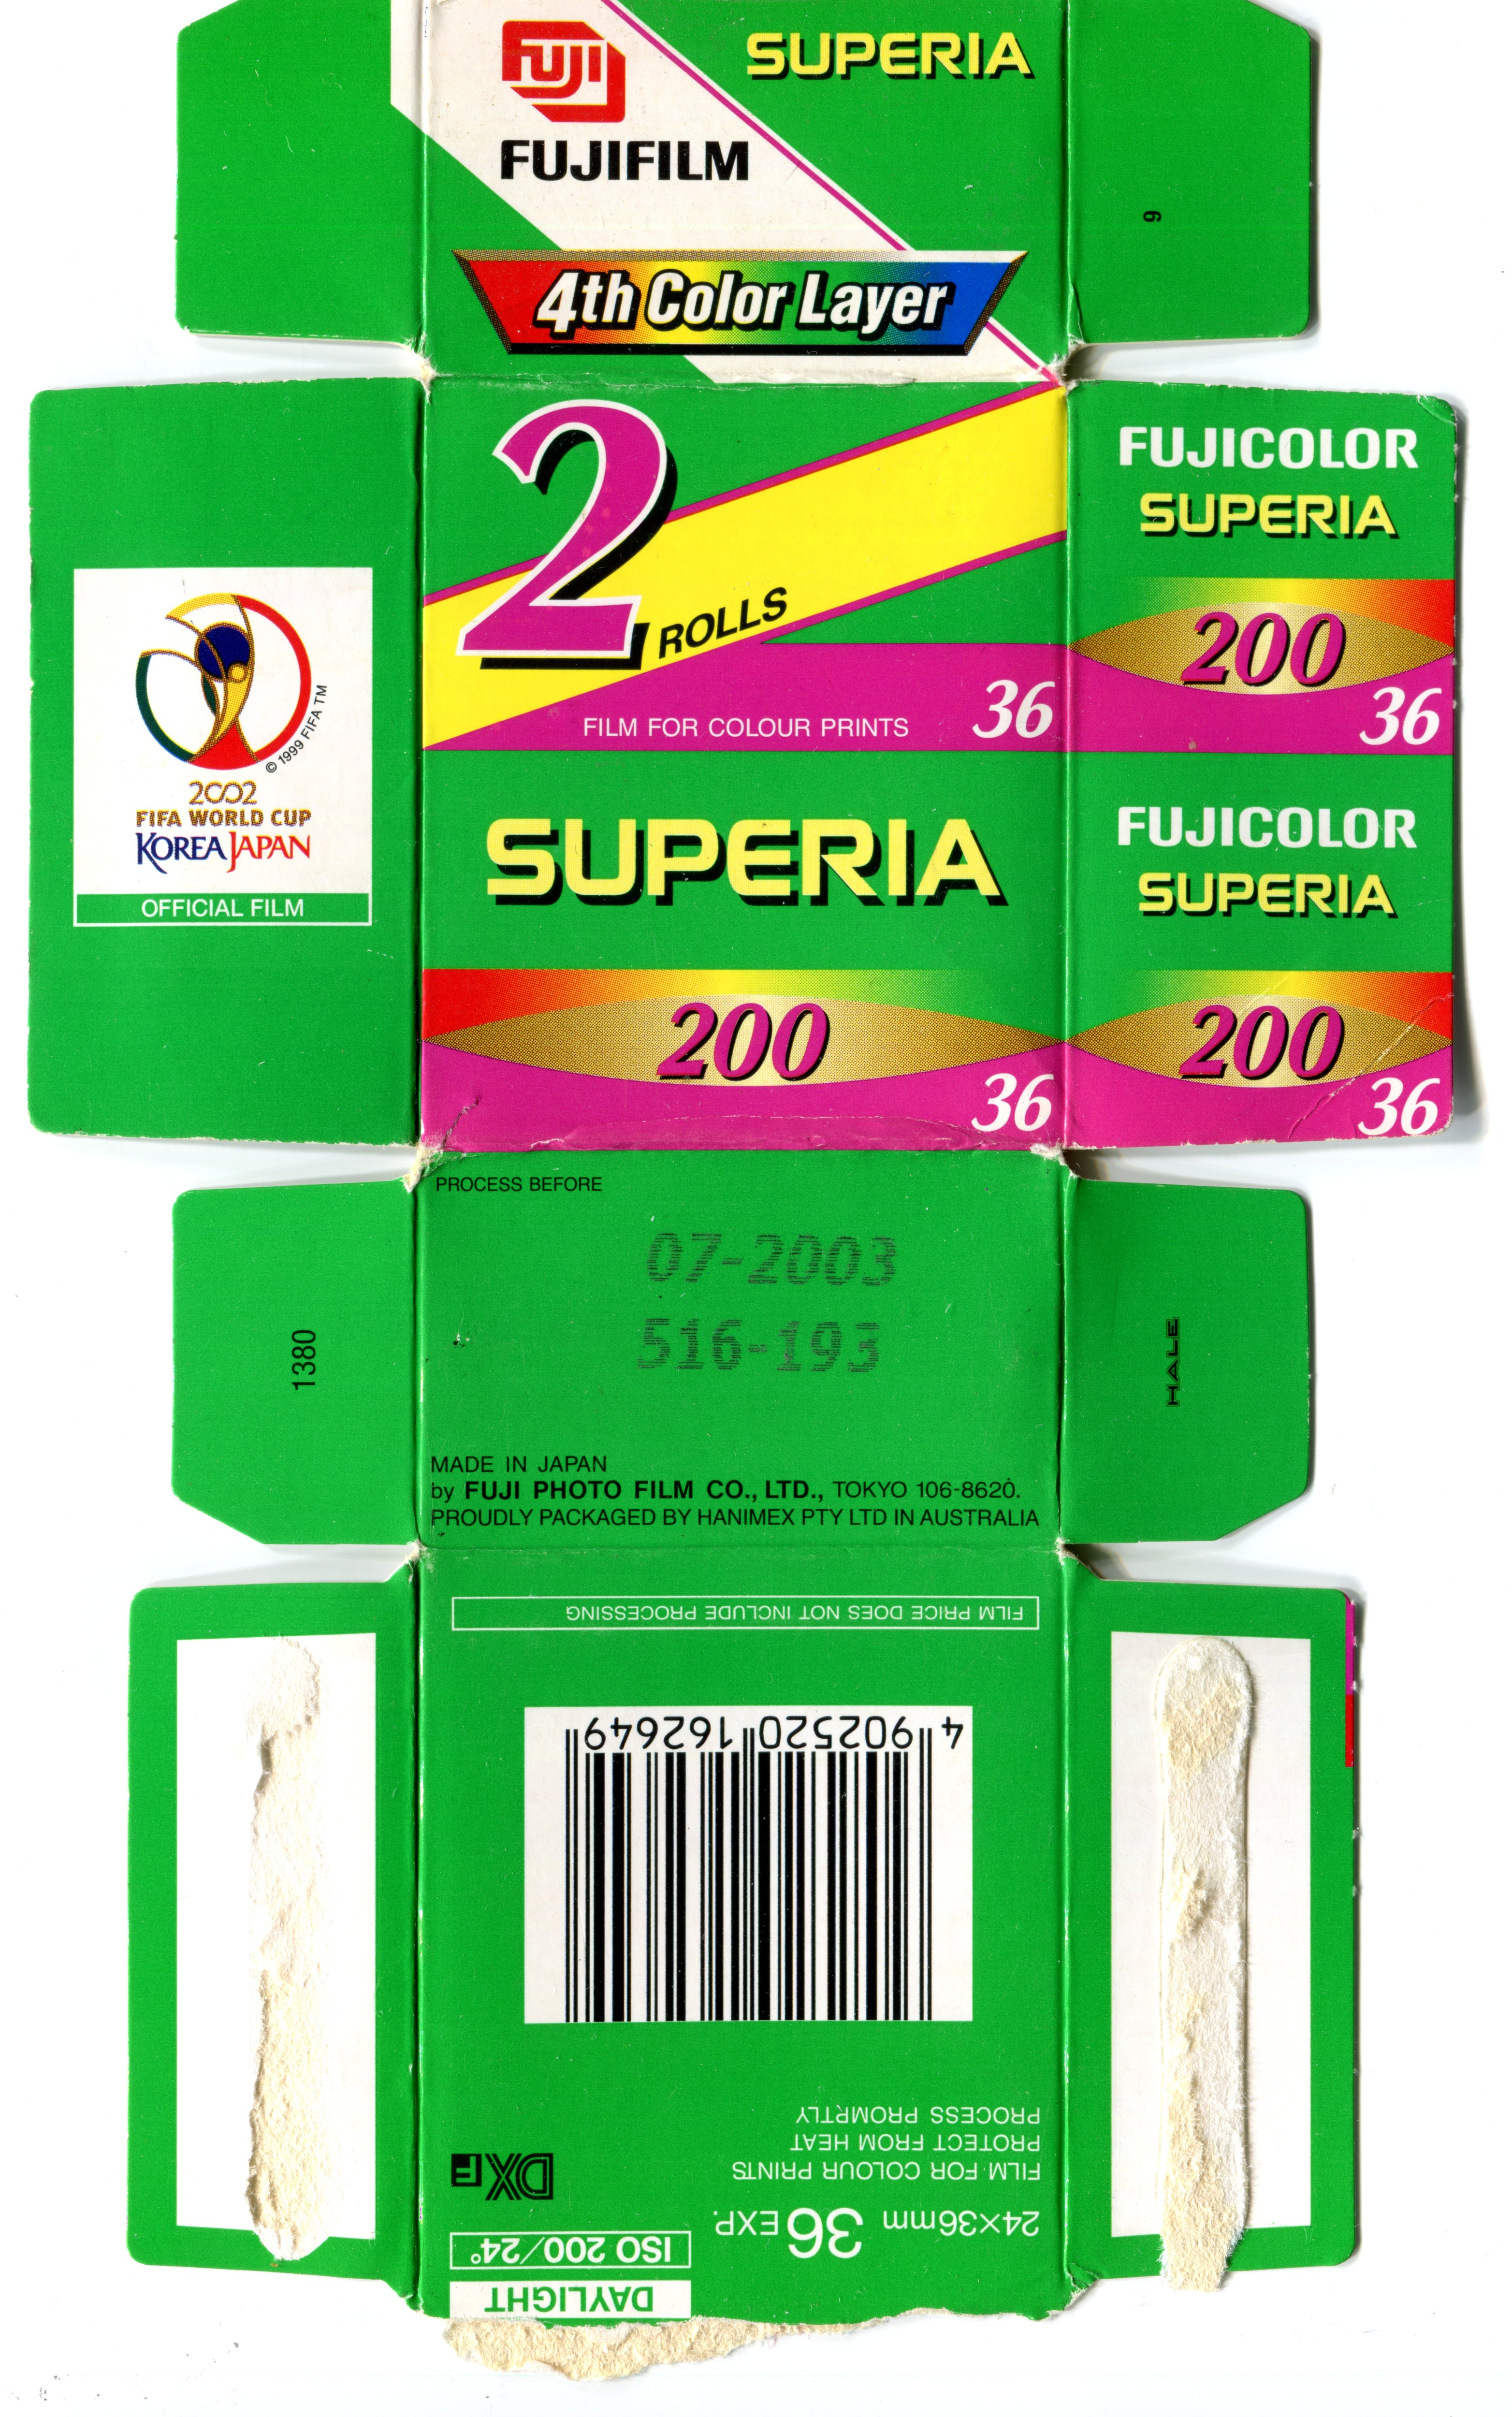 FUJI
FUJIFILM
SUPERIA
4th Color Layer
9
2
ROLLS
FILM FOR COLOUR PRINTS 36
SUPERIA
200
36
FUJICOLOR
SUPERIA
200
36
FUJICOLOR
SUPERIA
200
36
© 1999 FIFA TM
2002
FIFA WORLD CUP
KOREA JAPAN
OFFICIAL FILM
PROCESS BEFORE
07-2003
516-193
1380
HALE
MADE IN JAPAN
by FUJI PHOTO FILM CO., LTD., TOKYO 106-8620.
PROUDLY PACKAGED BY HANIMEX PTY LTD IN AUSTRALIA
DAYLIGHT
ISO 200/24°
24×36mm 36 EXP.
DXF
FILM FOR COLOUR PRINTS
PROTECT FROM HEAT
PROCESS PROMRTLY
4 902520 162649
FILM PRICE DOES NOT INCLUDE PROCESSING